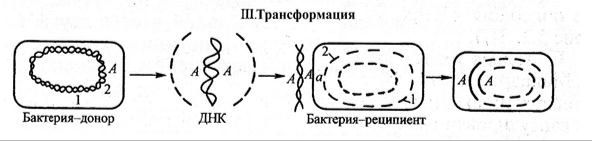 III.Трансформация
A 1 2
A A
A A a 2 1
A A
Бактерия–донор ДНК Бактерия–реципиент